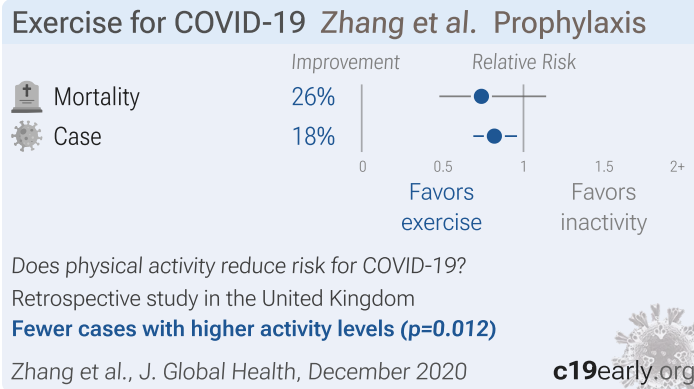 Exercise for COVID-19 Zhang et al. Prophylaxis
Improvement Relative Risk
Mortality 26%
Case 18%
0 0.5 1 1.5 2+
Favors exercise
Favors inactivity
Does physical activity reduce risk for COVID-19?
Retrospective study in the United Kingdom
Fewer cases with higher activity levels (p=0.012)
Zhang et al., J. Global Health, December 2020
c19early.org